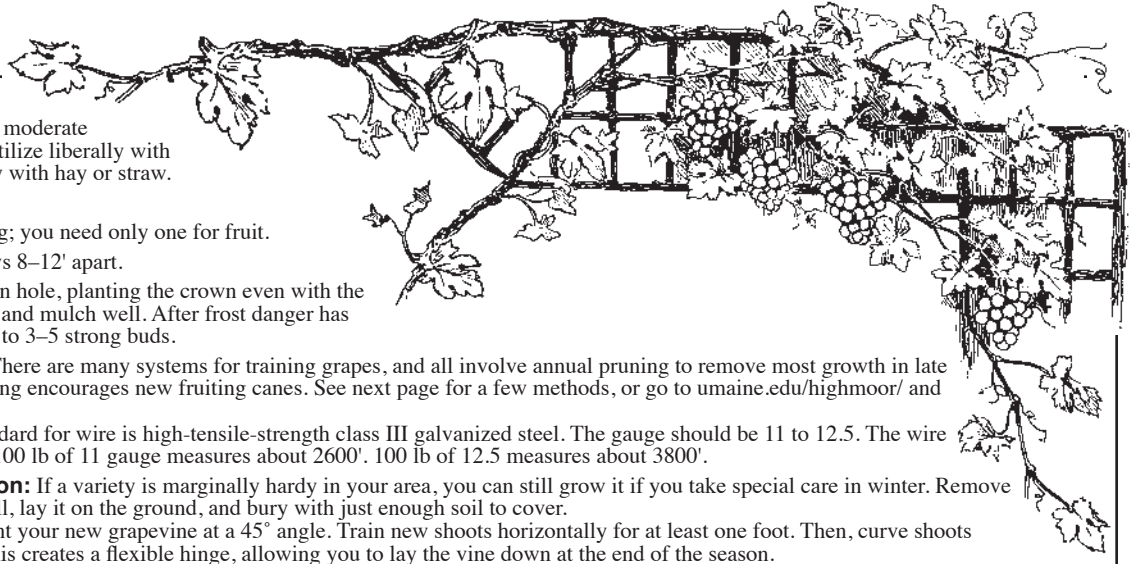 moderate
tilize liberally with
with hay or straw.
g; you need only one for fruit.
s 8–12' apart.
n hole, planting the crown even with the
and mulch well. After frost danger has
to 3–5 strong buds.
There are many systems for training grapes, and all involve annual pruning to remove most growth in late
ng encourages new fruiting canes. See next page for a few methods, or go to umaine.edu/highmoor/ and
dard for wire is high-tensile-strength class III galvanized steel. The gauge should be 11 to 12.5. The wire
100 lb of 11 gauge measures about 2600'. 100 lb of 12.5 measures about 3800'.
on: If a variety is marginally hardy in your area, you can still grow it if you take special care in winter. Remove
ll, lay it on the ground, and bury with just enough soil to cover.
nt your new grapevine at a 45˚ angle. Train new shoots horizontally for at least one foot. Then, curve shoots
is creates a flexible hinge, allowing you to lay the vine down at the end of the season.